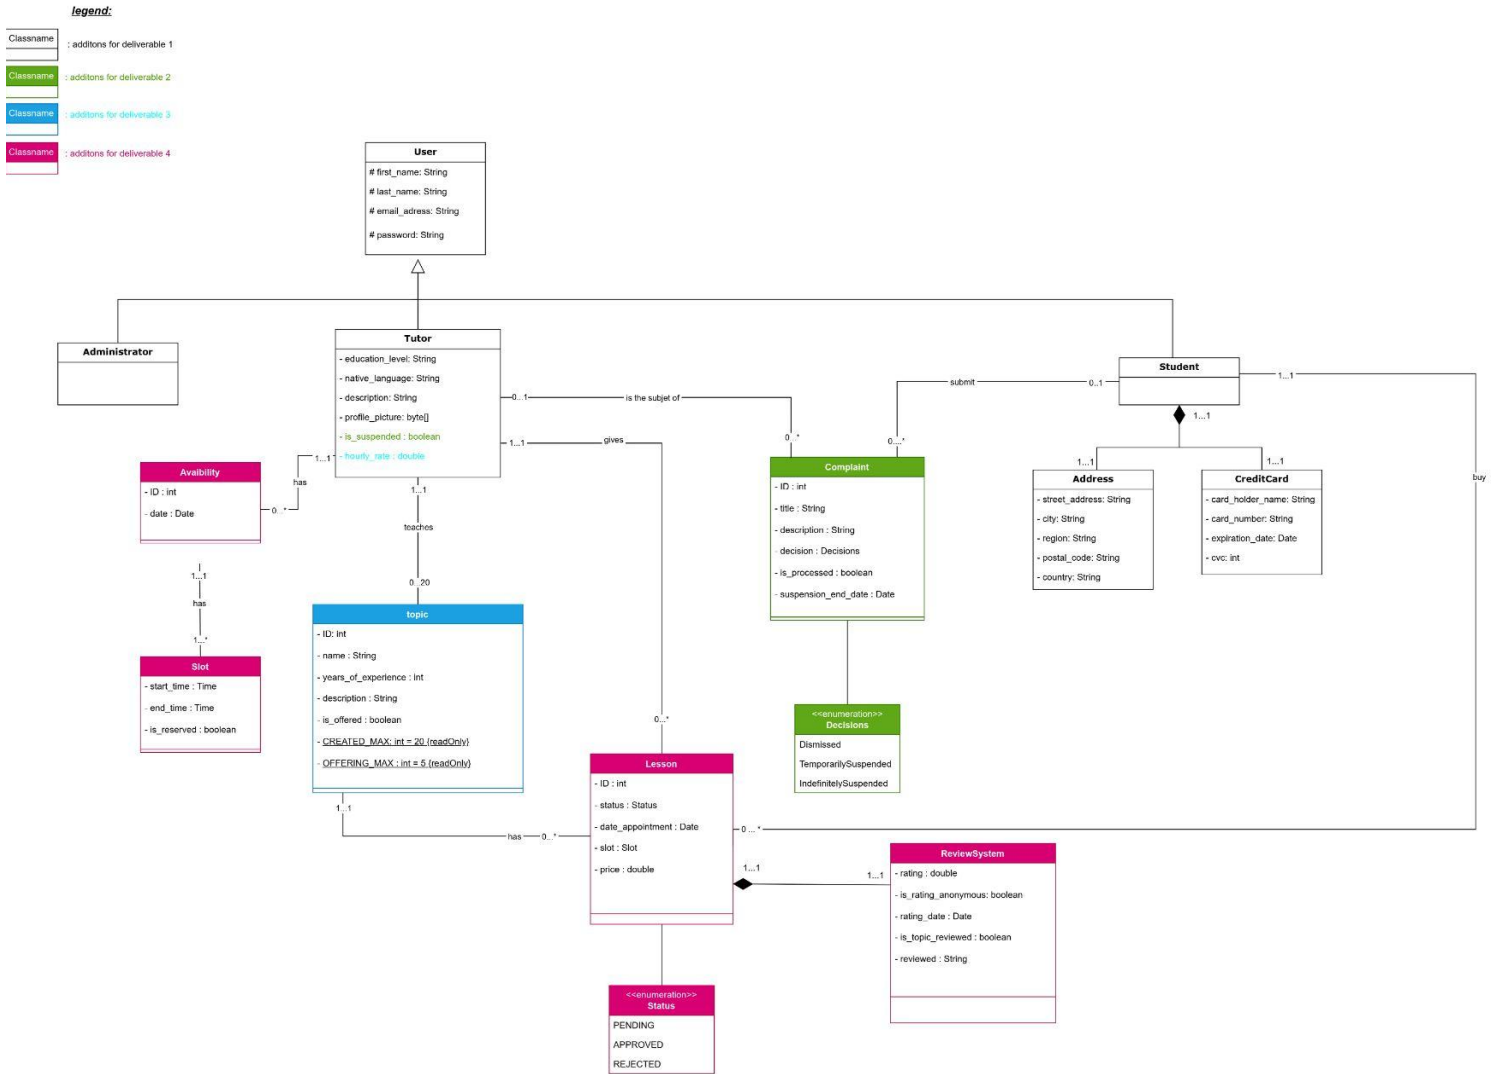 legend:
Classname
: additons for deliverable 1
Classname
: additons for deliverable 2
Classname
: additons for deliverable 3
Classname
: additons for deliverable 4
User
# first_name: String
# last_name: String
# email_adress: String
# password: String
Administrator
Tutor
- education_level: String
- native_language: String
- description: String
- profile_picture: byte[]
- is_suspended : boolean
- hourly_rate : double
Student
submit
0..1
0....*
0...1
is the subjet of
0...*
1...1
gives
0...*
1...1
buy
0 ... *
1...1
has
0...*
Avaibility
- ID : int
- date : Date
1...1
has
1...*
Slot
- start_time : Time
- end_time : Time
- is_reserved : boolean
1...1
teaches
0...20
topic
- ID: Int
- name : String
- years_of_experience : Int
- description : String
- is_offered : boolean
- CREATED_MAX: int = 20 {readOnly}
- OFFERING_MAX : int = 5 {readOnly}
1...1
has
0...*
Complaint
- ID : int
- title : String
- description : String
- decision : Decisions
- is_processed : boolean
- suspension_end_date : Date
<<enumeration>>
Decisions
Dismissed
TemporarilySuspended
IndefinitelySuspended
1...1
1...1
1...1
Address
- street_address: String
- city: String
- region: String
- postal_code: String
- country: String
CreditCard
- card_holder_name: String
- card_number: String
- expiration_date: Date
- cvc: int
Lesson
- ID : int
- status : Status
- date_appointment : Date
- slot : Slot
- price : double
1...1
1...1
ReviewSystem
- rating : double
- is_rating_anonymous: boolean
- rating_date : Date
- is_topic_reviewed : boolean
- reviewed : String
<<enumeration>>
Status
PENDING
APPROVED
REJECTED